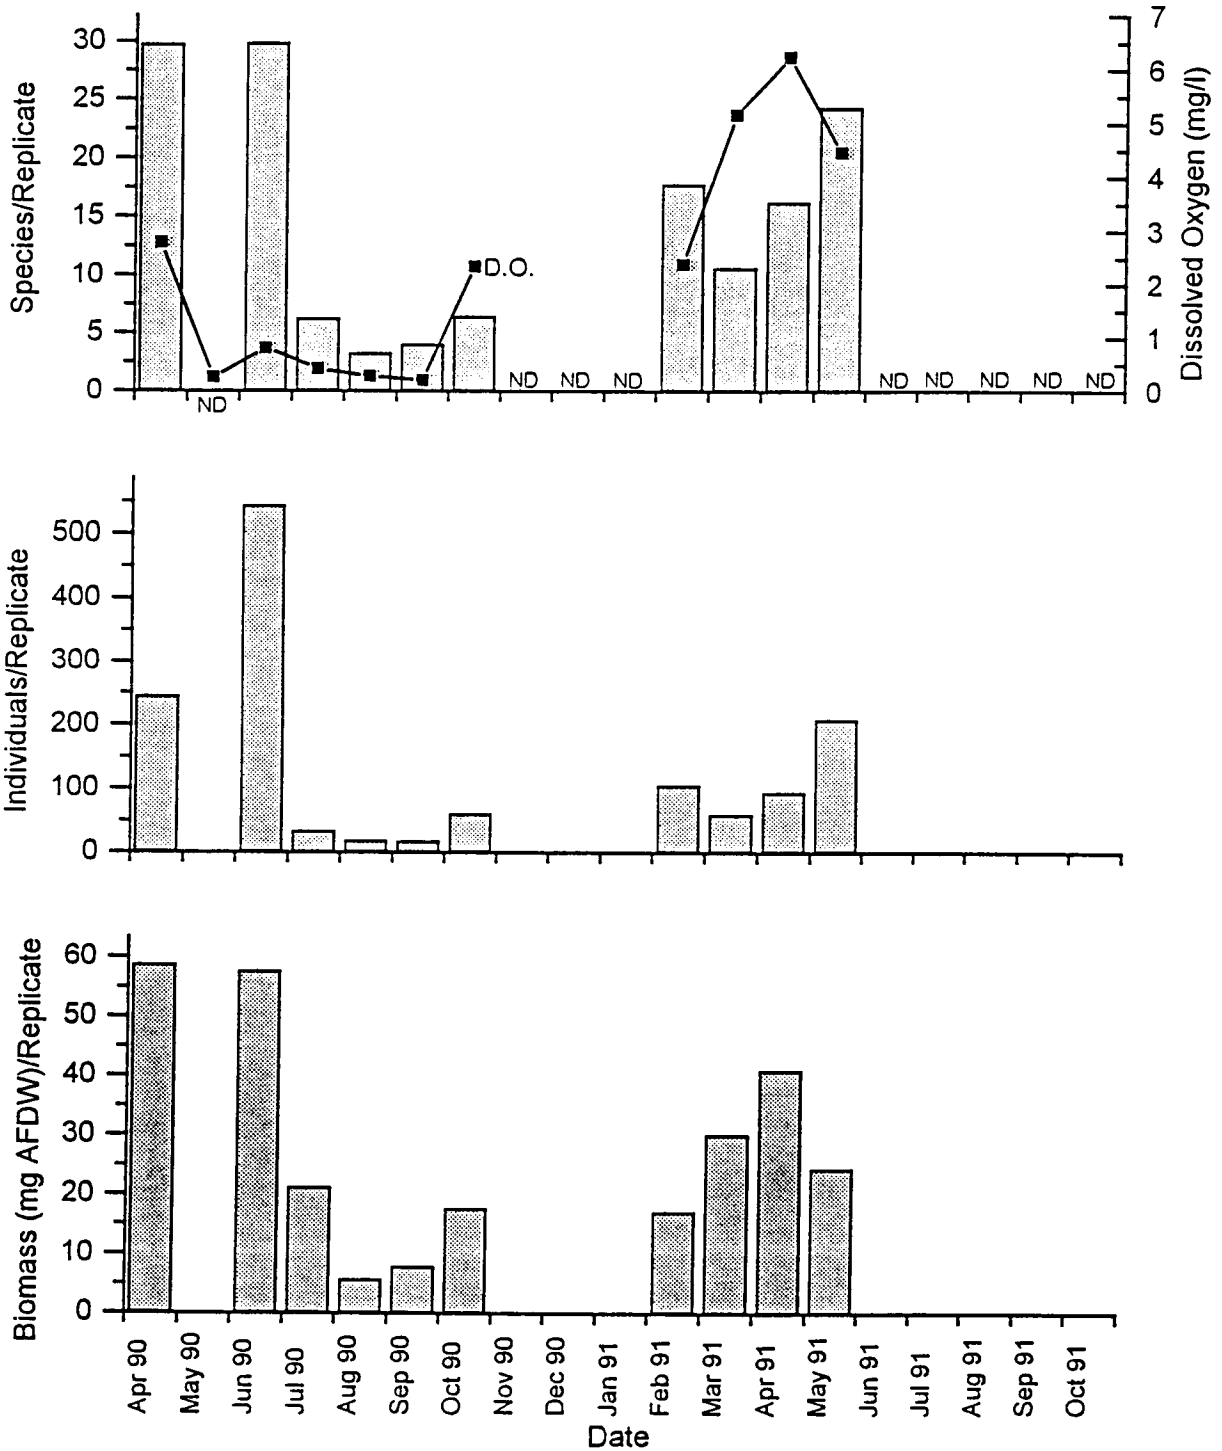 Species/Replicate
30
25
20
15
10
5
0
D.O.
ND
ND ND ND
ND ND ND ND ND
7
6
5
4
3
2
1
0
Dissolved Oxygen (mg/l)
Individuals/Replicate
500
400
300
200
100
0
Biomass (mg AFDW)/Replicate
60
50
40
30
20
10
0
Apr 90
May 90
Jun 90
Jul 90
Aug 90
Sep 90
Oct 90
Nov 90
Dec 90
Jan 91
Feb 91
Mar 91
Apr 91
May 91
Jun 91
Jul 91
Aug 91
Sep 91
Oct 91
Date